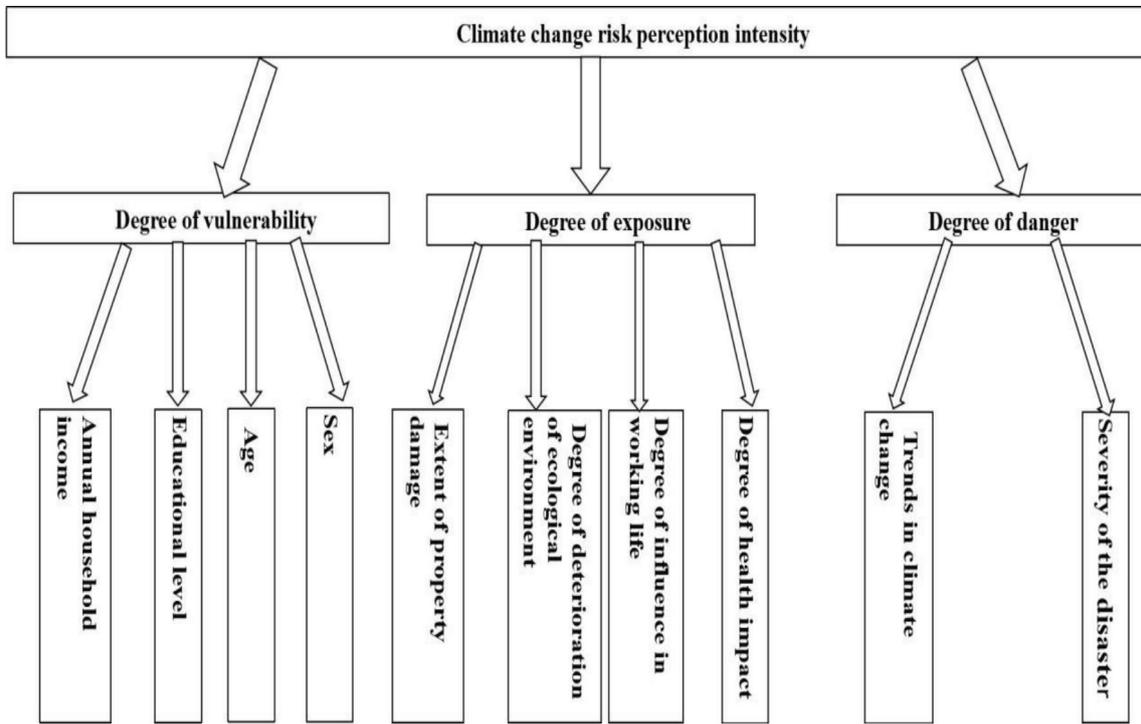 Climate change risk perception intensity
Degree of vulnerability
Degree of exposure
Degree of danger
Annual household
income
Educational level
Age
Sex
Extent of property
damage
Degree of deterioration
of ecological
environment
Degree of influence in
working life
Degree of health impact
Trends in climate
change
Severity of the disaster